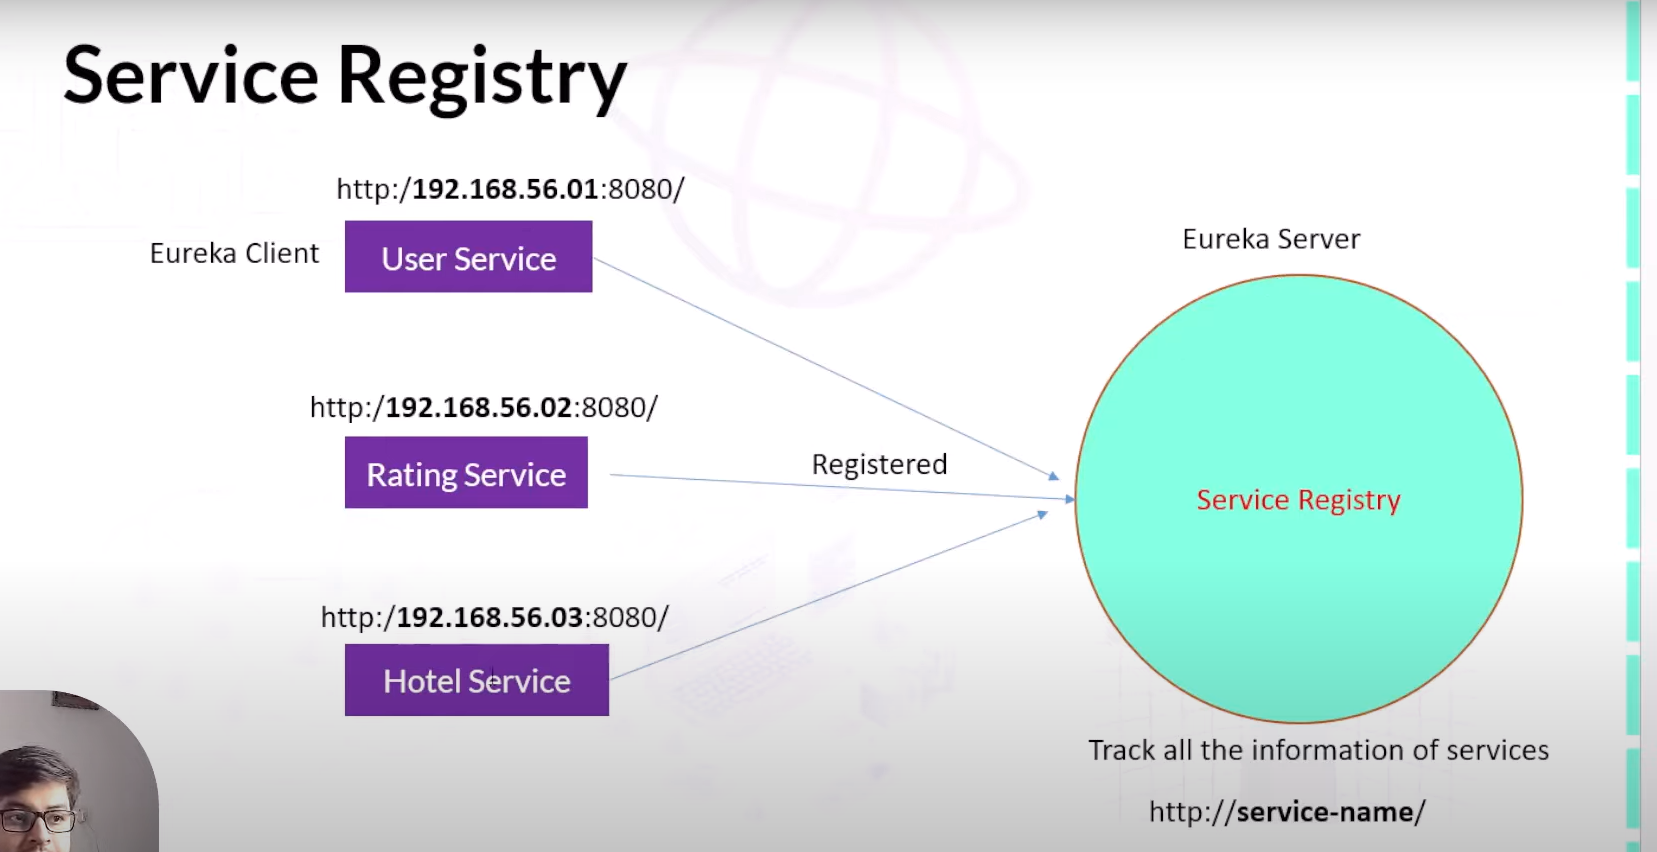 Service Registry
http:/192.168.56.01:8080/
Eureka Client
User Service
Eureka Server
http:/192.168.56.02:8080/
Rating Service
Registered
Service Registry
http:/192.168.56.03:8080/
Hotel Service
Track all the information of services
http://service-name/